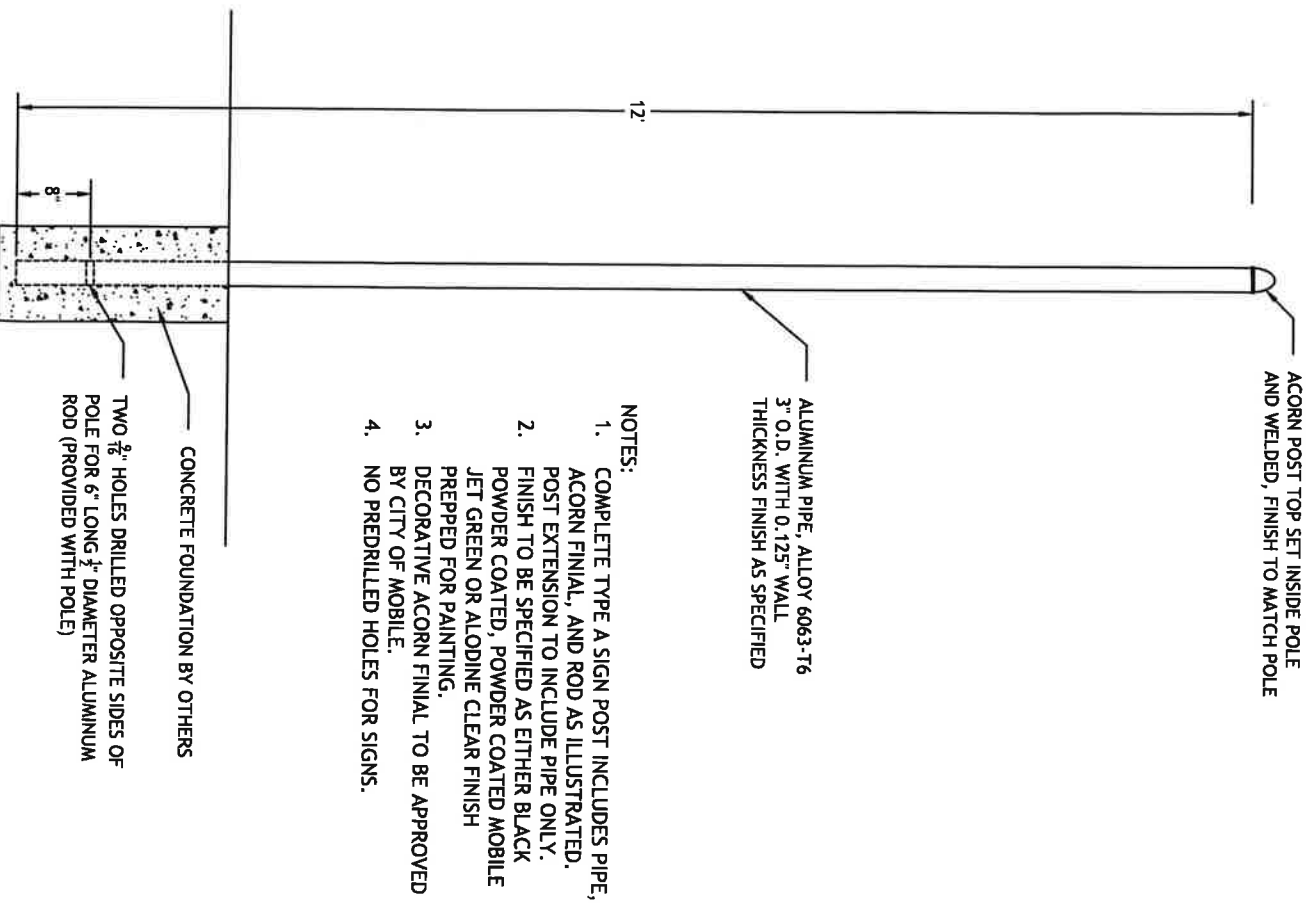 ACORN POST TOP SET INSIDE POLE
AND WELDED, FINISH TO MATCH POLE
12'
ALUMINUM PIPE, ALLOY 6063-T6
3" O.D. WITH 0.125" WALL
THICKNESS FINISH AS SPECIFIED
NOTES:
1. COMPLETE TYPE A SIGN POST INCLUDES PIPE,
ACORN FINIAL, AND ROD AS ILLUSTRATED.
POST EXTENSION TO INCLUDE PIPE ONLY.
2. FINISH TO BE SPECIFIED AS EITHER BLACK
POWDER COATED, POWDER COATED MOBILE
JET GREEN OR ALODINE CLEAR FINISH
PREPPED FOR PAINTING.
3. DECORATIVE ACORN FINIAL TO BE APPROVED
BY CITY OF MOBILE.
4. NO PREDRILLED HOLES FOR SIGNS.
8"
CONCRETE FOUNDATION BY OTHERS
TWO 9/16" HOLES DRILLED OPPOSITE SIDES OF
POLE FOR 6" LONG 1/2" DIAMETER ALUMINUM
ROD (PROVIDED WITH POLE)